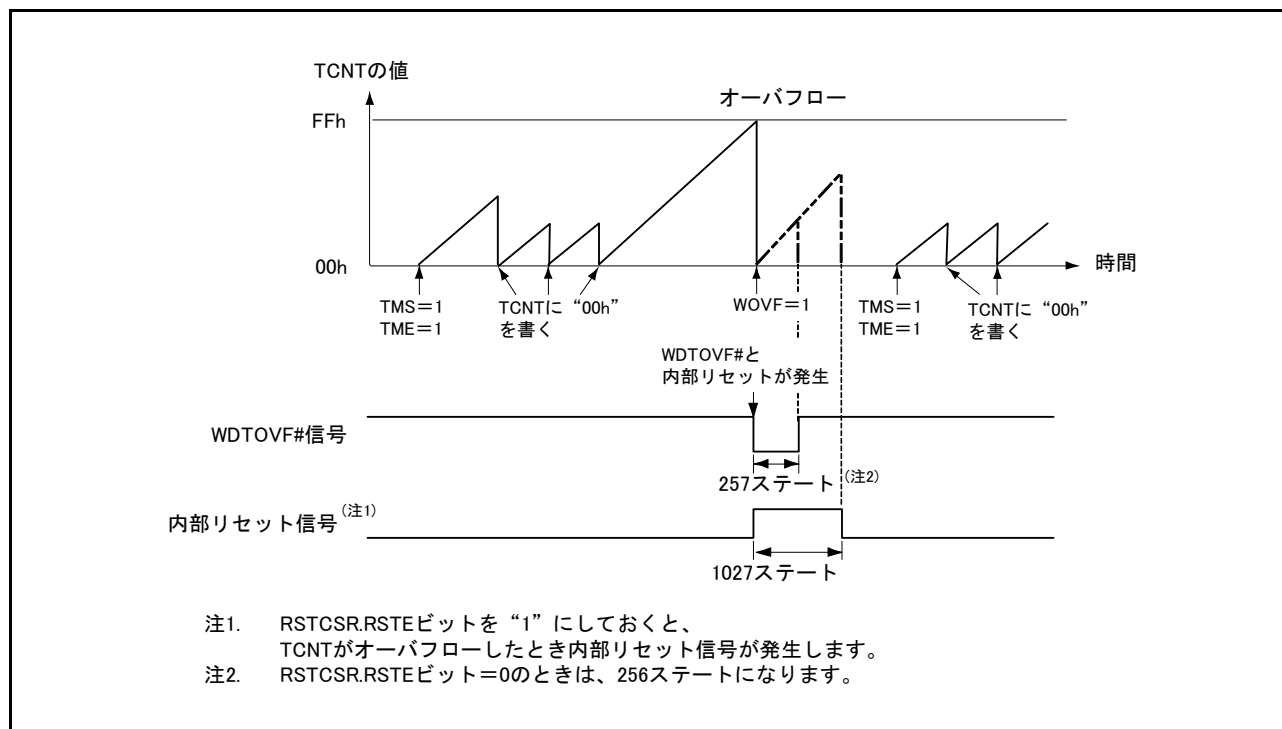 TCNTの値
オーバフロー
FFh
00h
時間
TMS=1
TME=1
TCNTに“00h”
を書く
WOVF=1
TMS=1
TME=1
TCNTに“00h”
を書く
WDTOVF#と
内部リセットが発生
WDTOVF#信号
257ステート(注2)
内部リセット信号(注1)
1027ステート
注1. RSTCSR.RSTEビットを“1”にしておくと、
TCNTがオーバフローしたとき内部リセット信号が発生します。
注2. RSTCSR.RSTEビット=0のときは、256ステートになります。